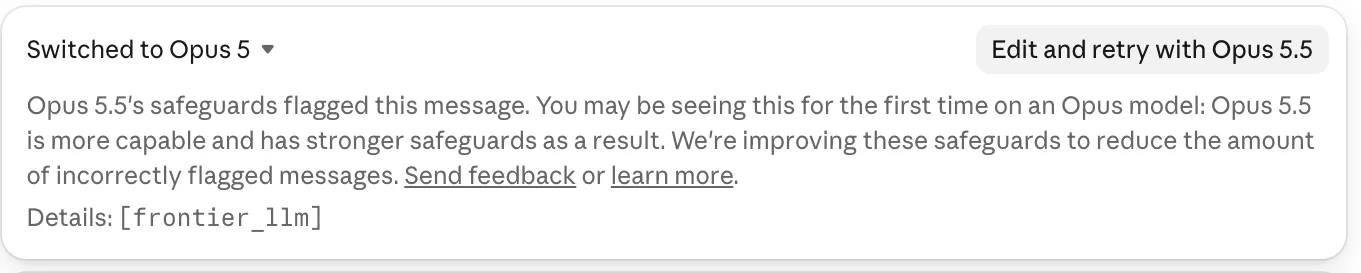 Switched to Opus 5
Edit and retry with Opus 5.5
Opus 5.5's safeguards flagged this message. You may be seeing this for the first time on an Opus model: Opus 5.5
is more capable and has stronger safeguards as a result. We're improving these safeguards to reduce the amount
of incorrectly flagged messages. Send feedback or learn more.
Details: [frontier_llm]